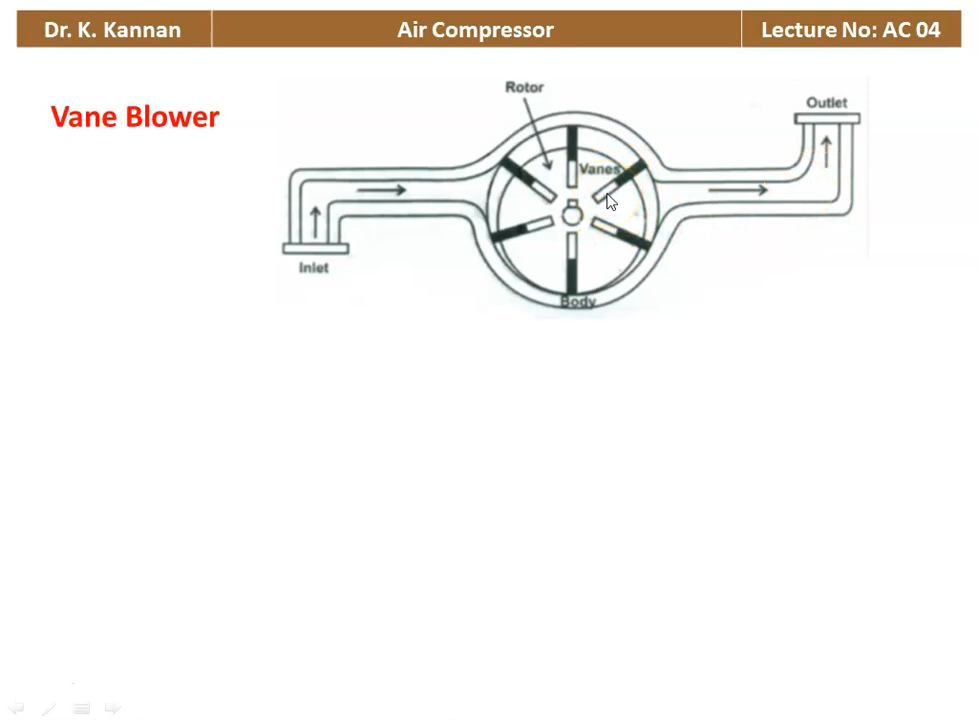 Dr. K. Kannan
Air Compressor
Lecture No: AC 04
Vane Blower
Rotor
Outlet
Vanes
Inlet
Body